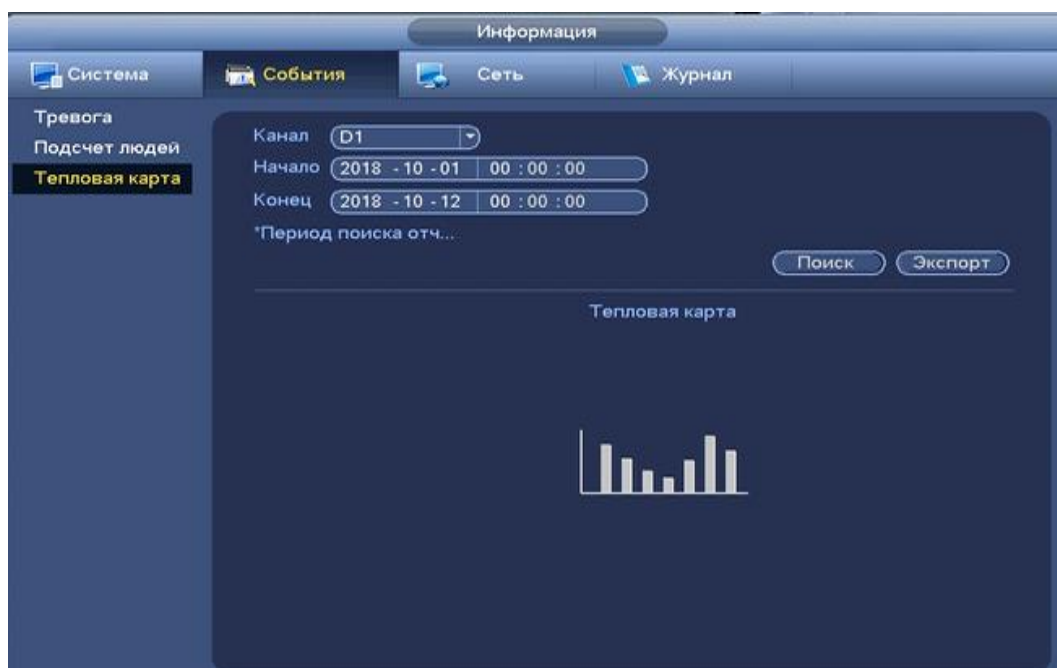 Информация
Система События Сеть Журнал
Тревога
Подсчет людей
Тепловая карта
Канал D1
Начало 2018 - 10 - 01 00 : 00 : 00
Конец 2018 - 10 - 12 00 : 00 : 00
*Период поиска отч...
Поиск Экспорт
Тепловая карта